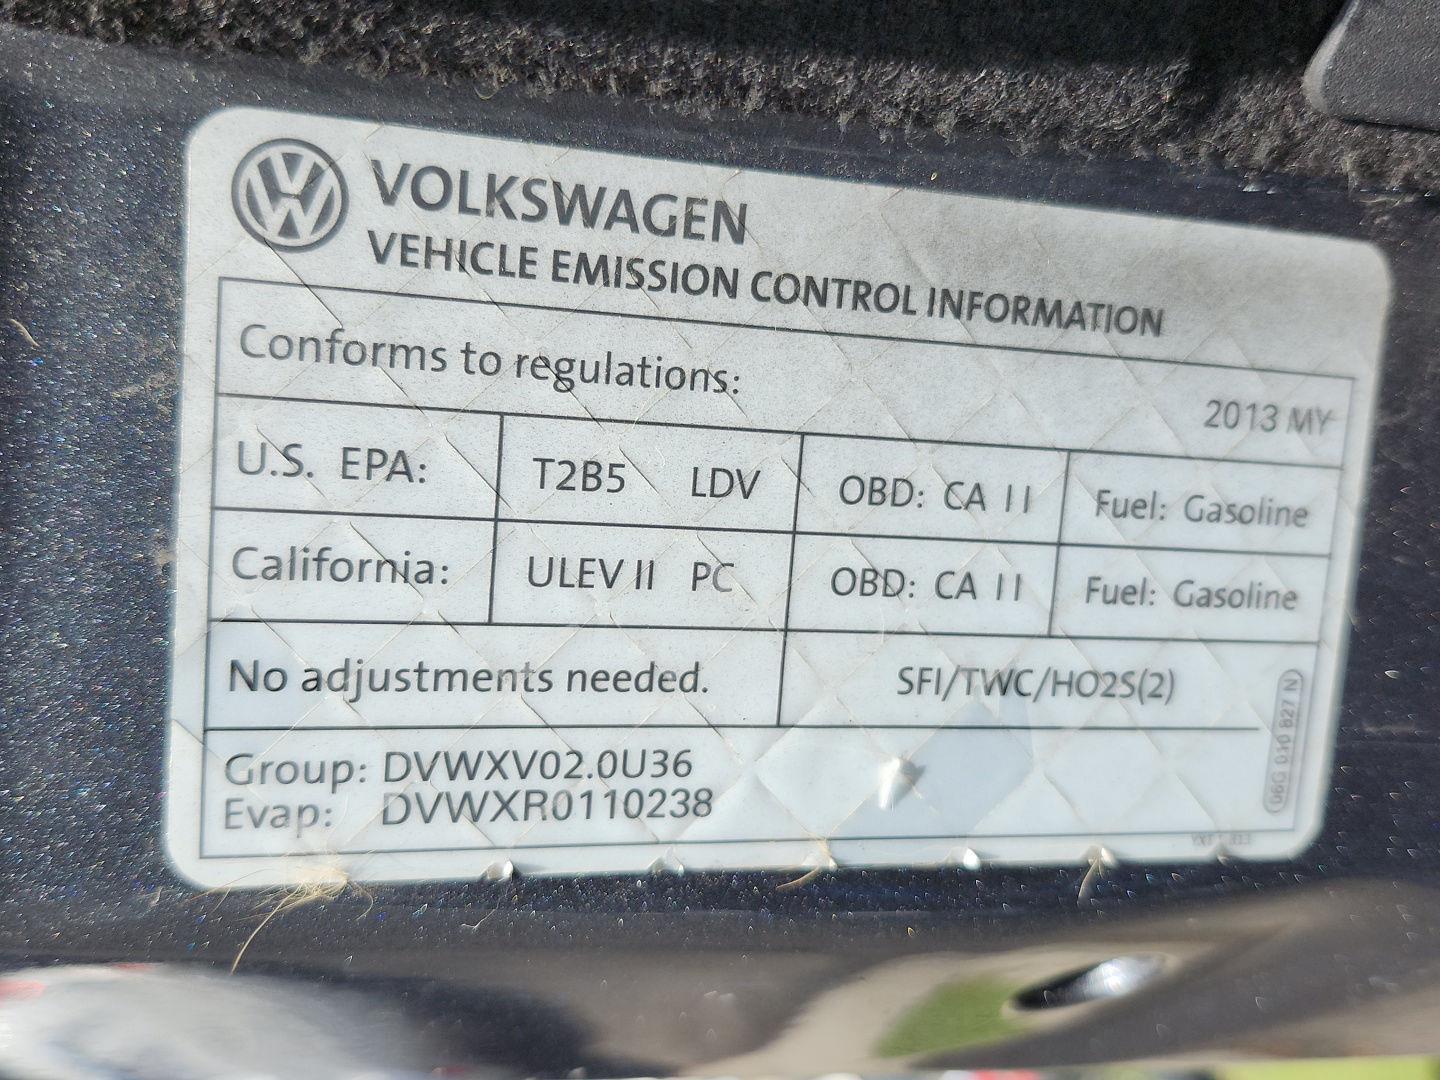 VOLKSWAGEN
VEHICLE EMISSION CONTROL INFORMATION
Conforms to regulations:
2013 MY
U.S. EPA: T2B5 LDV OBD: CA II Fuel: Gasoline
California: ULEV II PC OBD: CA II Fuel: Gasoline
No adjustments needed. SFI/TWC/HO2S(2)
Group: DVWXV02.0U36
Evap: DVWXR0110238
06G 010 827 N